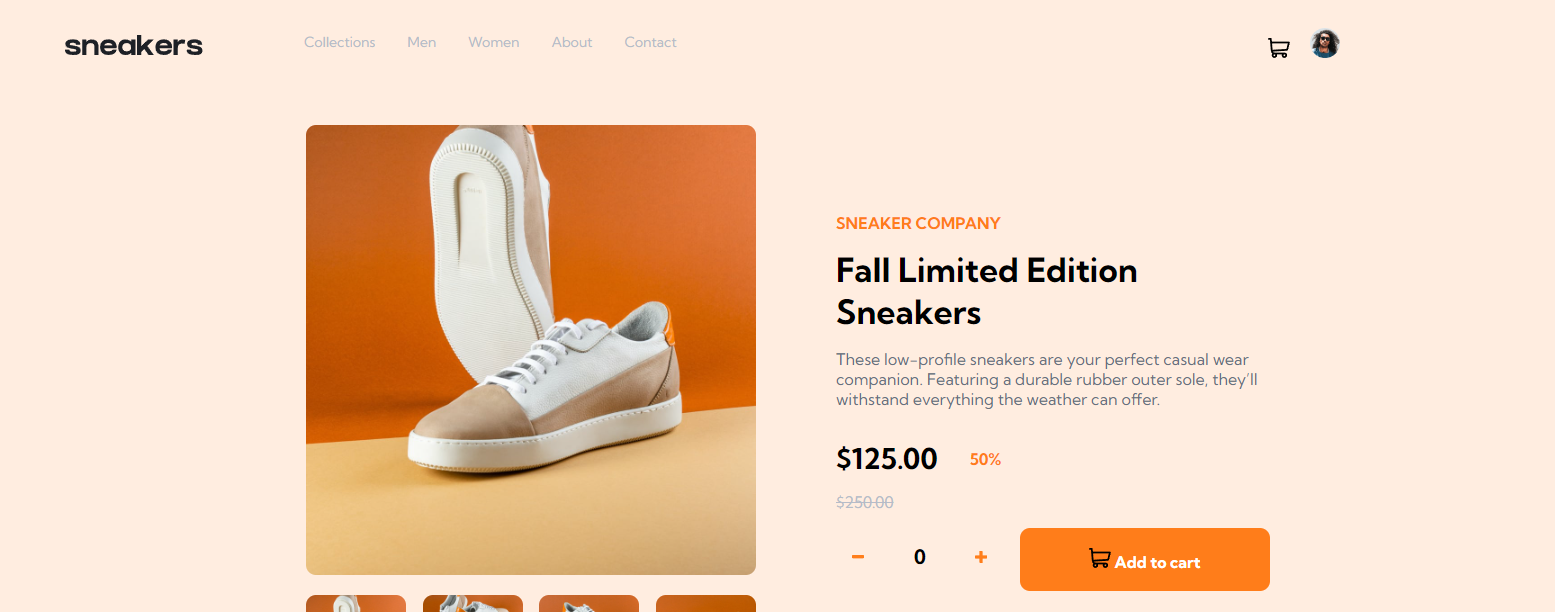 sneakers
Collections Men Women About Contact
SNEAKER COMPANY
Fall Limited Edition
Sneakers
These low-profile sneakers are your perfect casual wear
companion. Featuring a durable rubber outer sole, they’ll
withstand everything the weather can offer.
$125.00 50%
$250.00
0
Add to cart